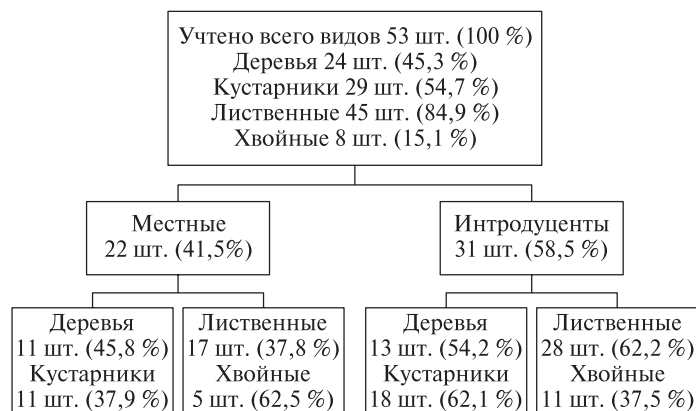 Учтено всего видов 53 шт. (100 %)
Деревья 24 шт. (45,3 %)
Кустарники 29 шт. (54,7 %)
Лиственные 45 шт. (84,9 %)
Хвойные 8 шт. (15,1 %)
Местные
22 шт. (41,5%)
Интродуценты
31 шт. (58,5 %)
Деревья
11 шт. (45,8 %)
Кустарники
11 шт. (37,9 %)
Лиственные
17 шт. (37,8 %)
Хвойные
5 шт. (62,5 %)
Деревья
13 шт. (54,2 %)
Кустарники
18 шт. (62,1 %)
Лиственные
28 шт. (62,2 %)
Хвойные
11 шт. (37,5 %)